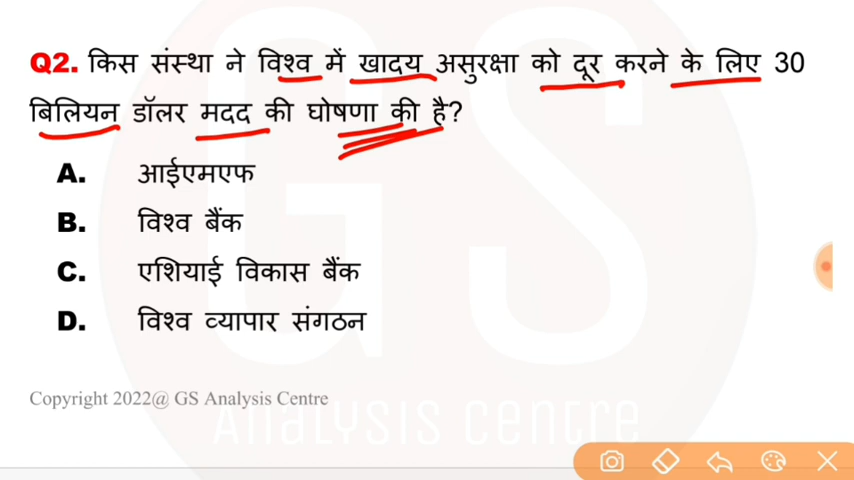 Q2. किस संस्था ने विश्व में खादय असुरक्षा को दूर करने के लिए 30
बिलियन डॉलर मदद की घोषणा की है?
A. आईएमएफ
B. विश्व बैंक
C. एशियाई विकास बैंक
D. विश्व व्यापार संगठन
Copyright 2022@ GS Analysis Centre
GS
Analysis Centre